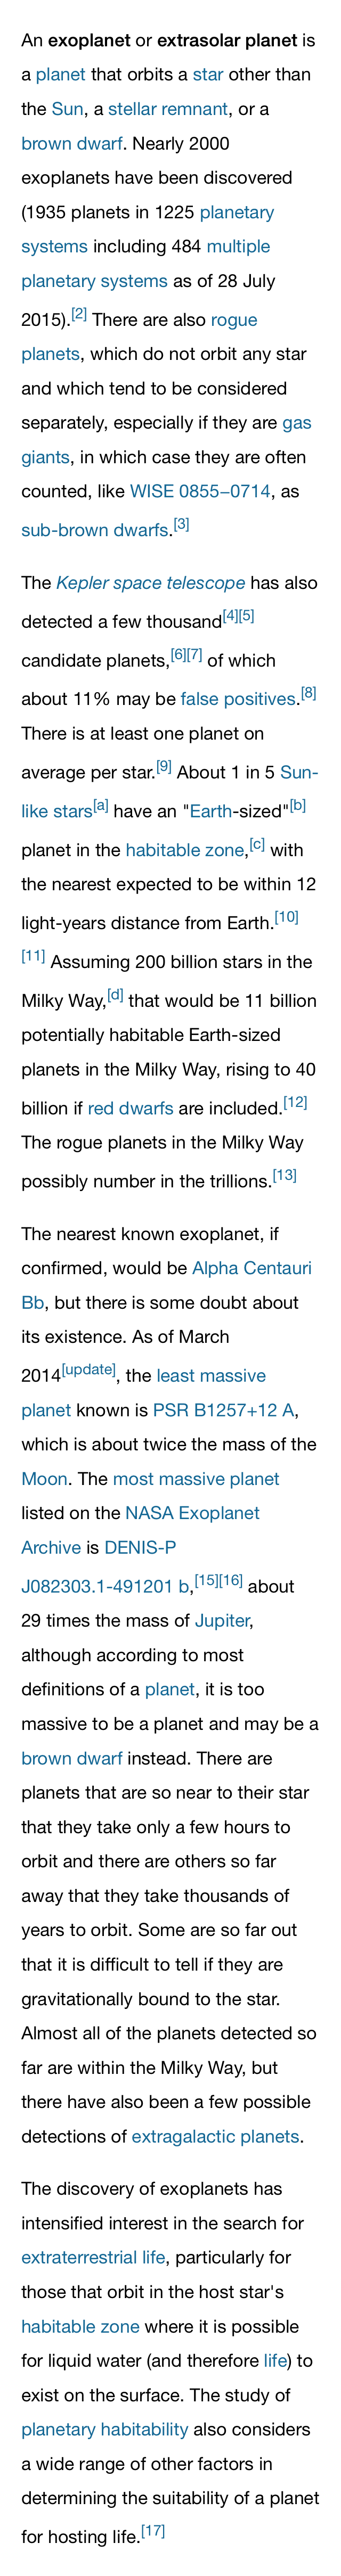 An exoplanet or extrasolar planet is
a planet that orbits a star other than
the Sun, a stellar remnant, or a
brown dwarf. Nearly 2000
exoplanets have been discovered
(1935 planets in 1225 planetary
systems including 484 multiple
planetary systems as of 28 July
2015).[2] There are also rogue
planets, which do not orbit any star
and which tend to be considered
separately, especially if they are gas
giants, in which case they are often
counted, like WISE 0855−0714, as
sub-brown dwarfs.[3]
The Kepler space telescope has also
detected a few thousand[4][5]
candidate planets,[6][7] of which
about 11% may be false positives.[8]
There is at least one planet on
average per star.[9] About 1 in 5 Sun-
like stars[a] have an "Earth-sized"[b]
planet in the habitable zone,[c] with
the nearest expected to be within 12
light-years distance from Earth.[10]
[11] Assuming 200 billion stars in the
Milky Way,[d] that would be 11 billion
potentially habitable Earth-sized
planets in the Milky Way, rising to 40
billion if red dwarfs are included.[12]
The rogue planets in the Milky Way
possibly number in the trillions.[13]
The nearest known exoplanet, if
confirmed, would be Alpha Centauri
Bb, but there is some doubt about
its existence. As of March
2014[update], the least massive
planet known is PSR B1257+12 A,
which is about twice the mass of the
Moon. The most massive planet
listed on the NASA Exoplanet
Archive is DENIS-P
J082303.1-491201 b,[15][16] about
29 times the mass of Jupiter,
although according to most
definitions of a planet, it is too
massive to be a planet and may be a
brown dwarf instead. There are
planets that are so near to their star
that they take only a few hours to
orbit and there are others so far
away that they take thousands of
years to orbit. Some are so far out
that it is difficult to tell if they are
gravitationally bound to the star.
Almost all of the planets detected so
far are within the Milky Way, but
there have also been a few possible
detections of extragalactic planets.
The discovery of exoplanets has
intensified interest in the search for
extraterrestrial life, particularly for
those that orbit in the host star's
habitable zone where it is possible
for liquid water (and therefore life) to
exist on the surface. The study of
planetary habitability also considers
a wide range of other factors in
determining the suitability of a planet
for hosting life.[17]